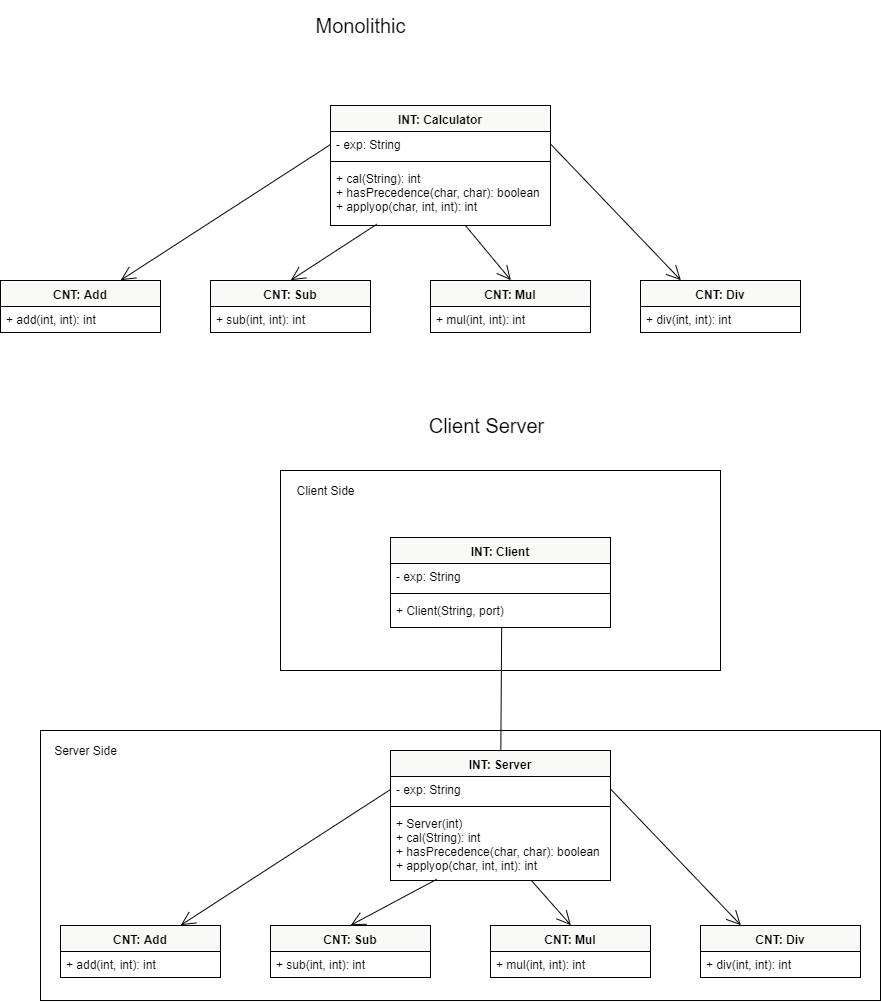 Monolithic
INT: Calculator
- exp: String
+ cal(String): int
+ hasPrecedence(char, char): boolean
+ applyop(char, int, int): int
CNT: Add
+ add(int, int): int
CNT: Sub
+ sub(int, int): int
CNT: Mul
+ mul(int, int): int
CNT: Div
+ div(int, int): int
Client Server
Client Side
INT: Client
- exp: String
+ Client(String, port)
Server Side
INT: Server
- exp: String
+ Server(int)
+ cal(String): int
+ hasPrecedence(char, char): boolean
+ applyop(char, int, int): int
CNT: Add
+ add(int, int): int
CNT: Sub
+ sub(int, int): int
CNT: Mul
+ mul(int, int): int
CNT: Div
+ div(int, int): int